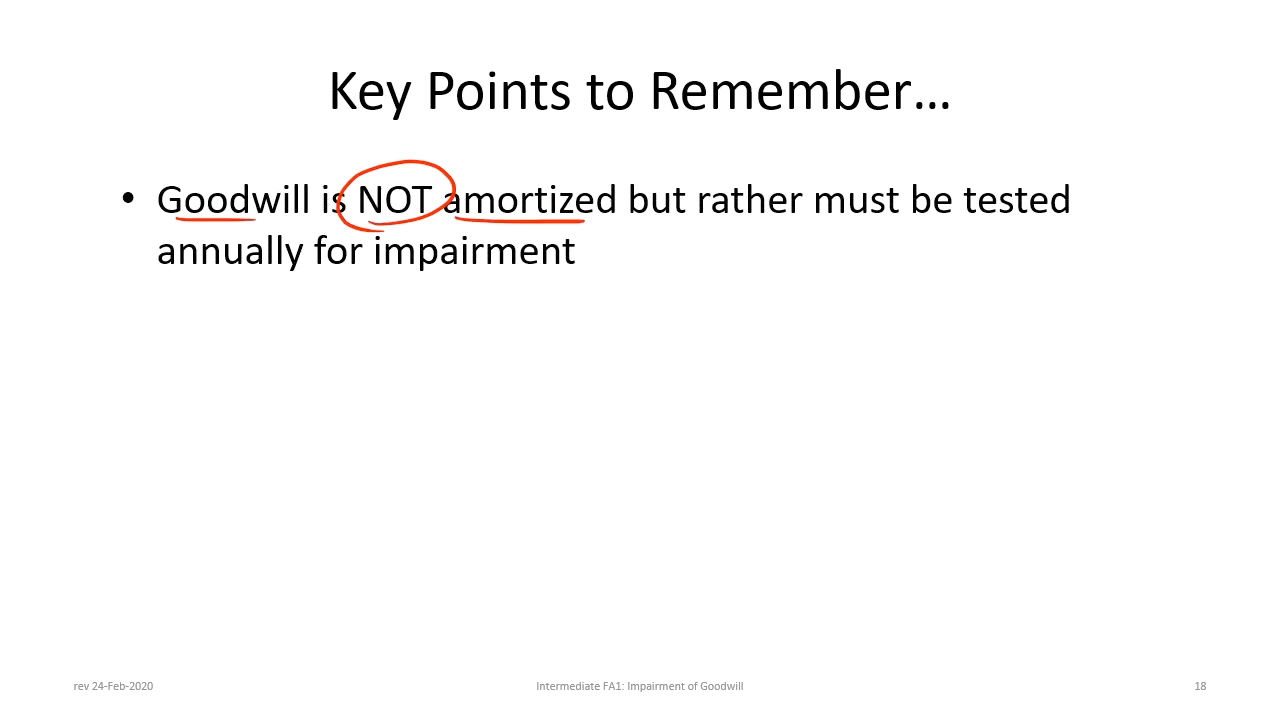 Key Points to Remember…
• Goodwill is NOT amortized but rather must be tested
annually for impairment
rev 24-Feb-2020
Intermediate FA1: Impairment of Goodwill
18